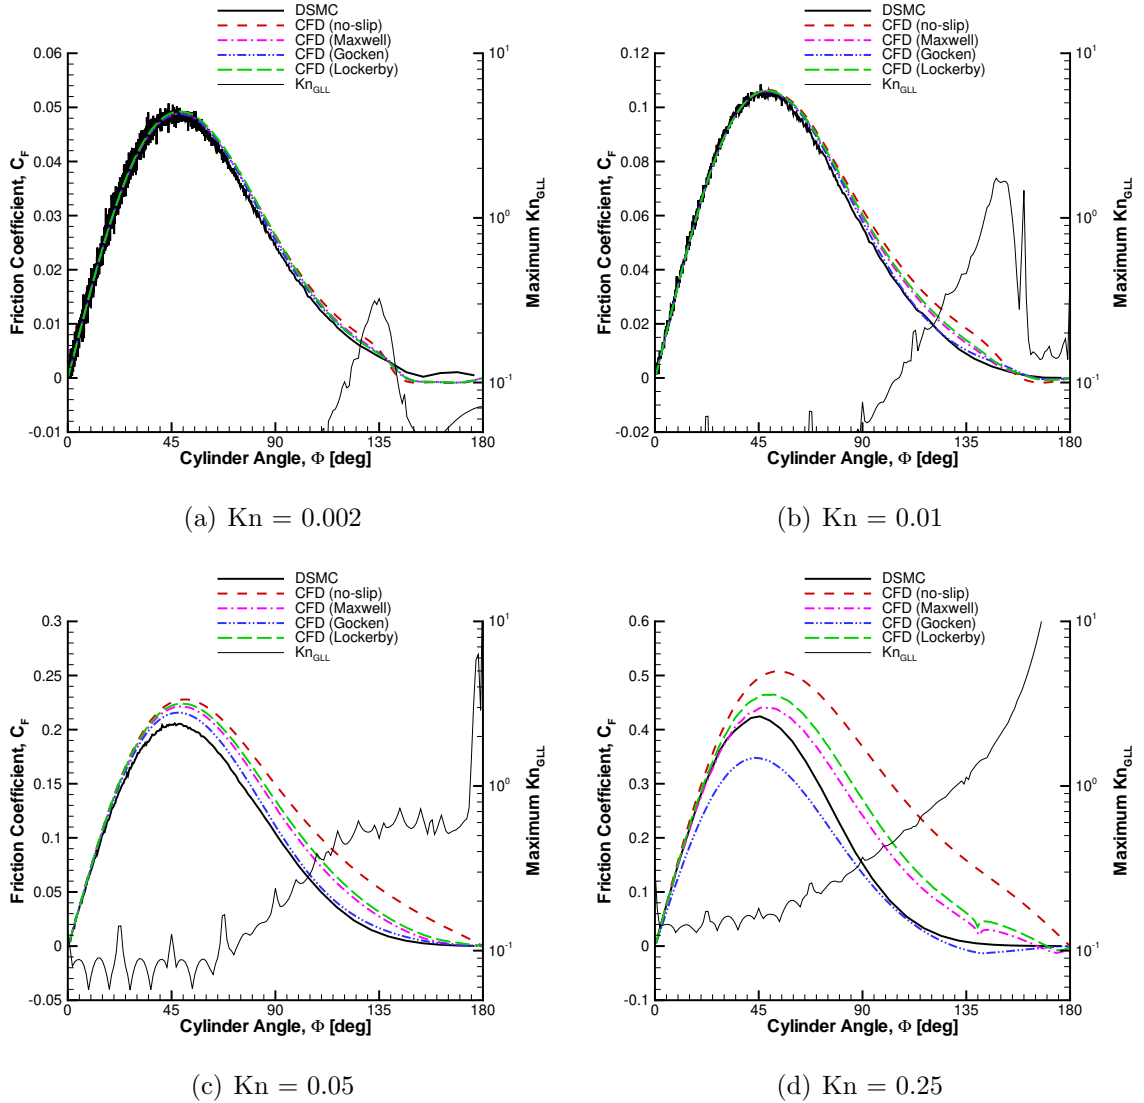 DSMC
CFD (no-slip)
CFD (Maxwell)
CFD (Gocken)
CFD (Lockerby)
Kn_GLL
0.06
0.05
0.04
0.03
0.02
0.01
0
-0.01
Friction Coefficient, C_F
10^1
10^0
10^-1
Maximum Kn_GLL
0 45 90 135 180
Cylinder Angle, Φ [deg]
(a) Kn = 0.002
DSMC
CFD (no-slip)
CFD (Maxwell)
CFD (Gocken)
CFD (Lockerby)
Kn_GLL
0.12
0.1
0.08
0.06
0.04
0.02
0
-0.02
Friction Coefficient, C_F
10^1
10^0
10^-1
Maximum Kn_GLL
0 45 90 135 180
Cylinder Angle, Φ [deg]
(b) Kn = 0.01
DSMC
CFD (no-slip)
CFD (Maxwell)
CFD (Gocken)
CFD (Lockerby)
Kn_GLL
0.3
0.25
0.2
0.15
0.1
0.05
0
-0.05
Friction Coefficient, C_F
10^1
10^0
10^-1
Maximum Kn_GLL
0 45 90 135 180
Cylinder Angle, Φ [deg]
(c) Kn = 0.05
DSMC
CFD (no-slip)
CFD (Maxwell)
CFD (Gocken)
CFD (Lockerby)
Kn_GLL
0.6
0.5
0.4
0.3
0.2
0.1
0
-0.1
Friction Coefficient, C_F
10^1
10^0
10^-1
Maximum Kn_GLL
0 45 90 135 180
Cylinder Angle, Φ [deg]
(d) Kn = 0.25